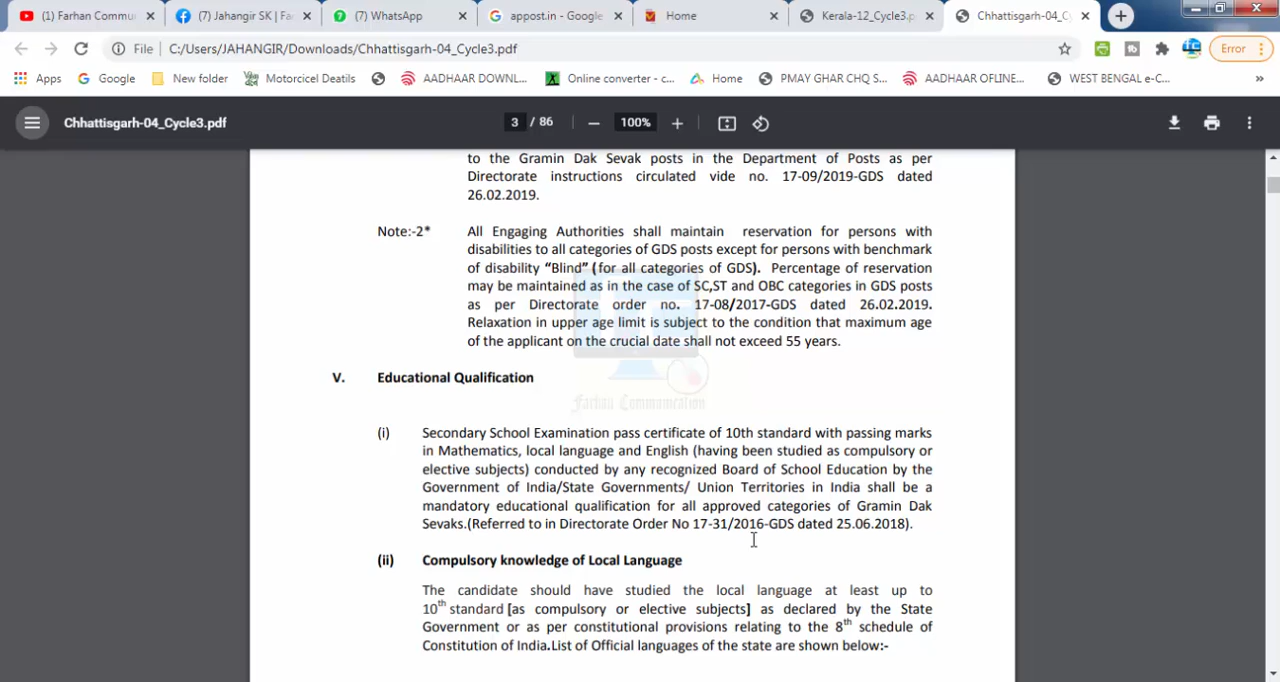 (1) Farhan Commu
(7) Jahangir SK | Fa
(7) WhatsApp
appost.in - Google
Home
Kerala-12_Cycle3.p
Chhattisgarh-04_C
File
C:/Users/JAHANGIR/Downloads/Chhattisgarh-04_Cycle3.pdf
Error
Apps
Google
New folder
Motoricel Deatils
AADHAAR DOWNL...
Online converter - c...
Home
PMAY GHAR CHQ S...
AADHAAR OFLINE...
WEST BENGAL e-C...
»
Chhattisgarh-04_Cycle3.pdf
3 / 86
100%
to the Gramin Dak Sevak posts in the Department of Posts as per
Directorate instructions circulated vide no. 17-09/2019-GDS dated
26.02.2019.
Note:-2* All Engaging Authorities shall maintain reservation for persons with
disabilities to all categories of GDS posts except for persons with benchmark
of disability “Blind” (for all categories of GDS). Percentage of reservation
may be maintained as in the case of SC,ST and OBC categories in GDS posts
as per Directorate order no. 17-08/2017-GDS dated 26.02.2019.
Relaxation in upper age limit is subject to the condition that maximum age
of the applicant on the crucial date shall not exceed 55 years.
V. Educational Qualification
Farhan Commumcation
(i) Secondary School Examination pass certificate of 10th standard with passing marks
in Mathematics, local language and English (having been studied as compulsory or
elective subjects) conducted by any recognized Board of School Education by the
Government of India/State Governments/ Union Territories in India shall be a
mandatory educational qualification for all approved categories of Gramin Dak
Sevaks.(Referred to in Directorate Order No 17-31/2016-GDS dated 25.06.2018).
(ii) Compulsory knowledge of Local Language
The candidate should have studied the local language at least up to
10th standard [as compulsory or elective subjects] as declared by the State
Government or as per constitutional provisions relating to the 8th schedule of
Constitution of India.List of Official languages of the state are shown below:-